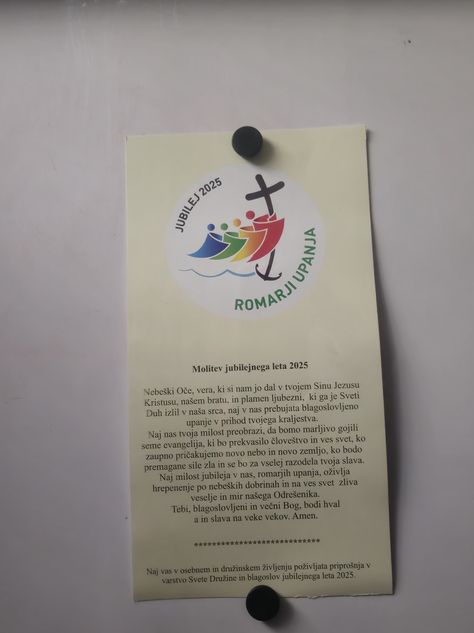 JUBILEJ 2025
ROMARJI UPANJA
Molitev jubilejnega leta 2025
Nebeški Oče, vera, ki si nam jo dal v tvojem Sinu Jezusu
Kristusu, našem bratu, in plamen ljubezni, ki ga je Sveti
Duh izlil v naša srca, naj v nas prebujata blagoslovljeno
upanje v prihod tvojega kraljestva.
Naj nas tvoja milost preobrazi, da bomo marljivo gojili
seme evangelija, ki bo prekvasilo človeštvo in ves svet, ko
zaupno pričakujemo novo nebo in novo zemljo, ko bodo
premagane sile zla in se bo za vselej razodela tvoja slava.
Naj milost jubileja v nas, romarjih upanja, oživlja
hrepenenje po nebeških dobrinah in na ves svet zliva
veselje in mir našega Odrešenika.
Tebi, blagoslovljeni in večni Bog, bodi hval
a in slava na veke vekov. Amen.
****************************
Naj vas v osebnem in družinskem življenju poživljata priprošnja v
varstvo Svete Družine in blagoslov jubilejnega leta 2025.